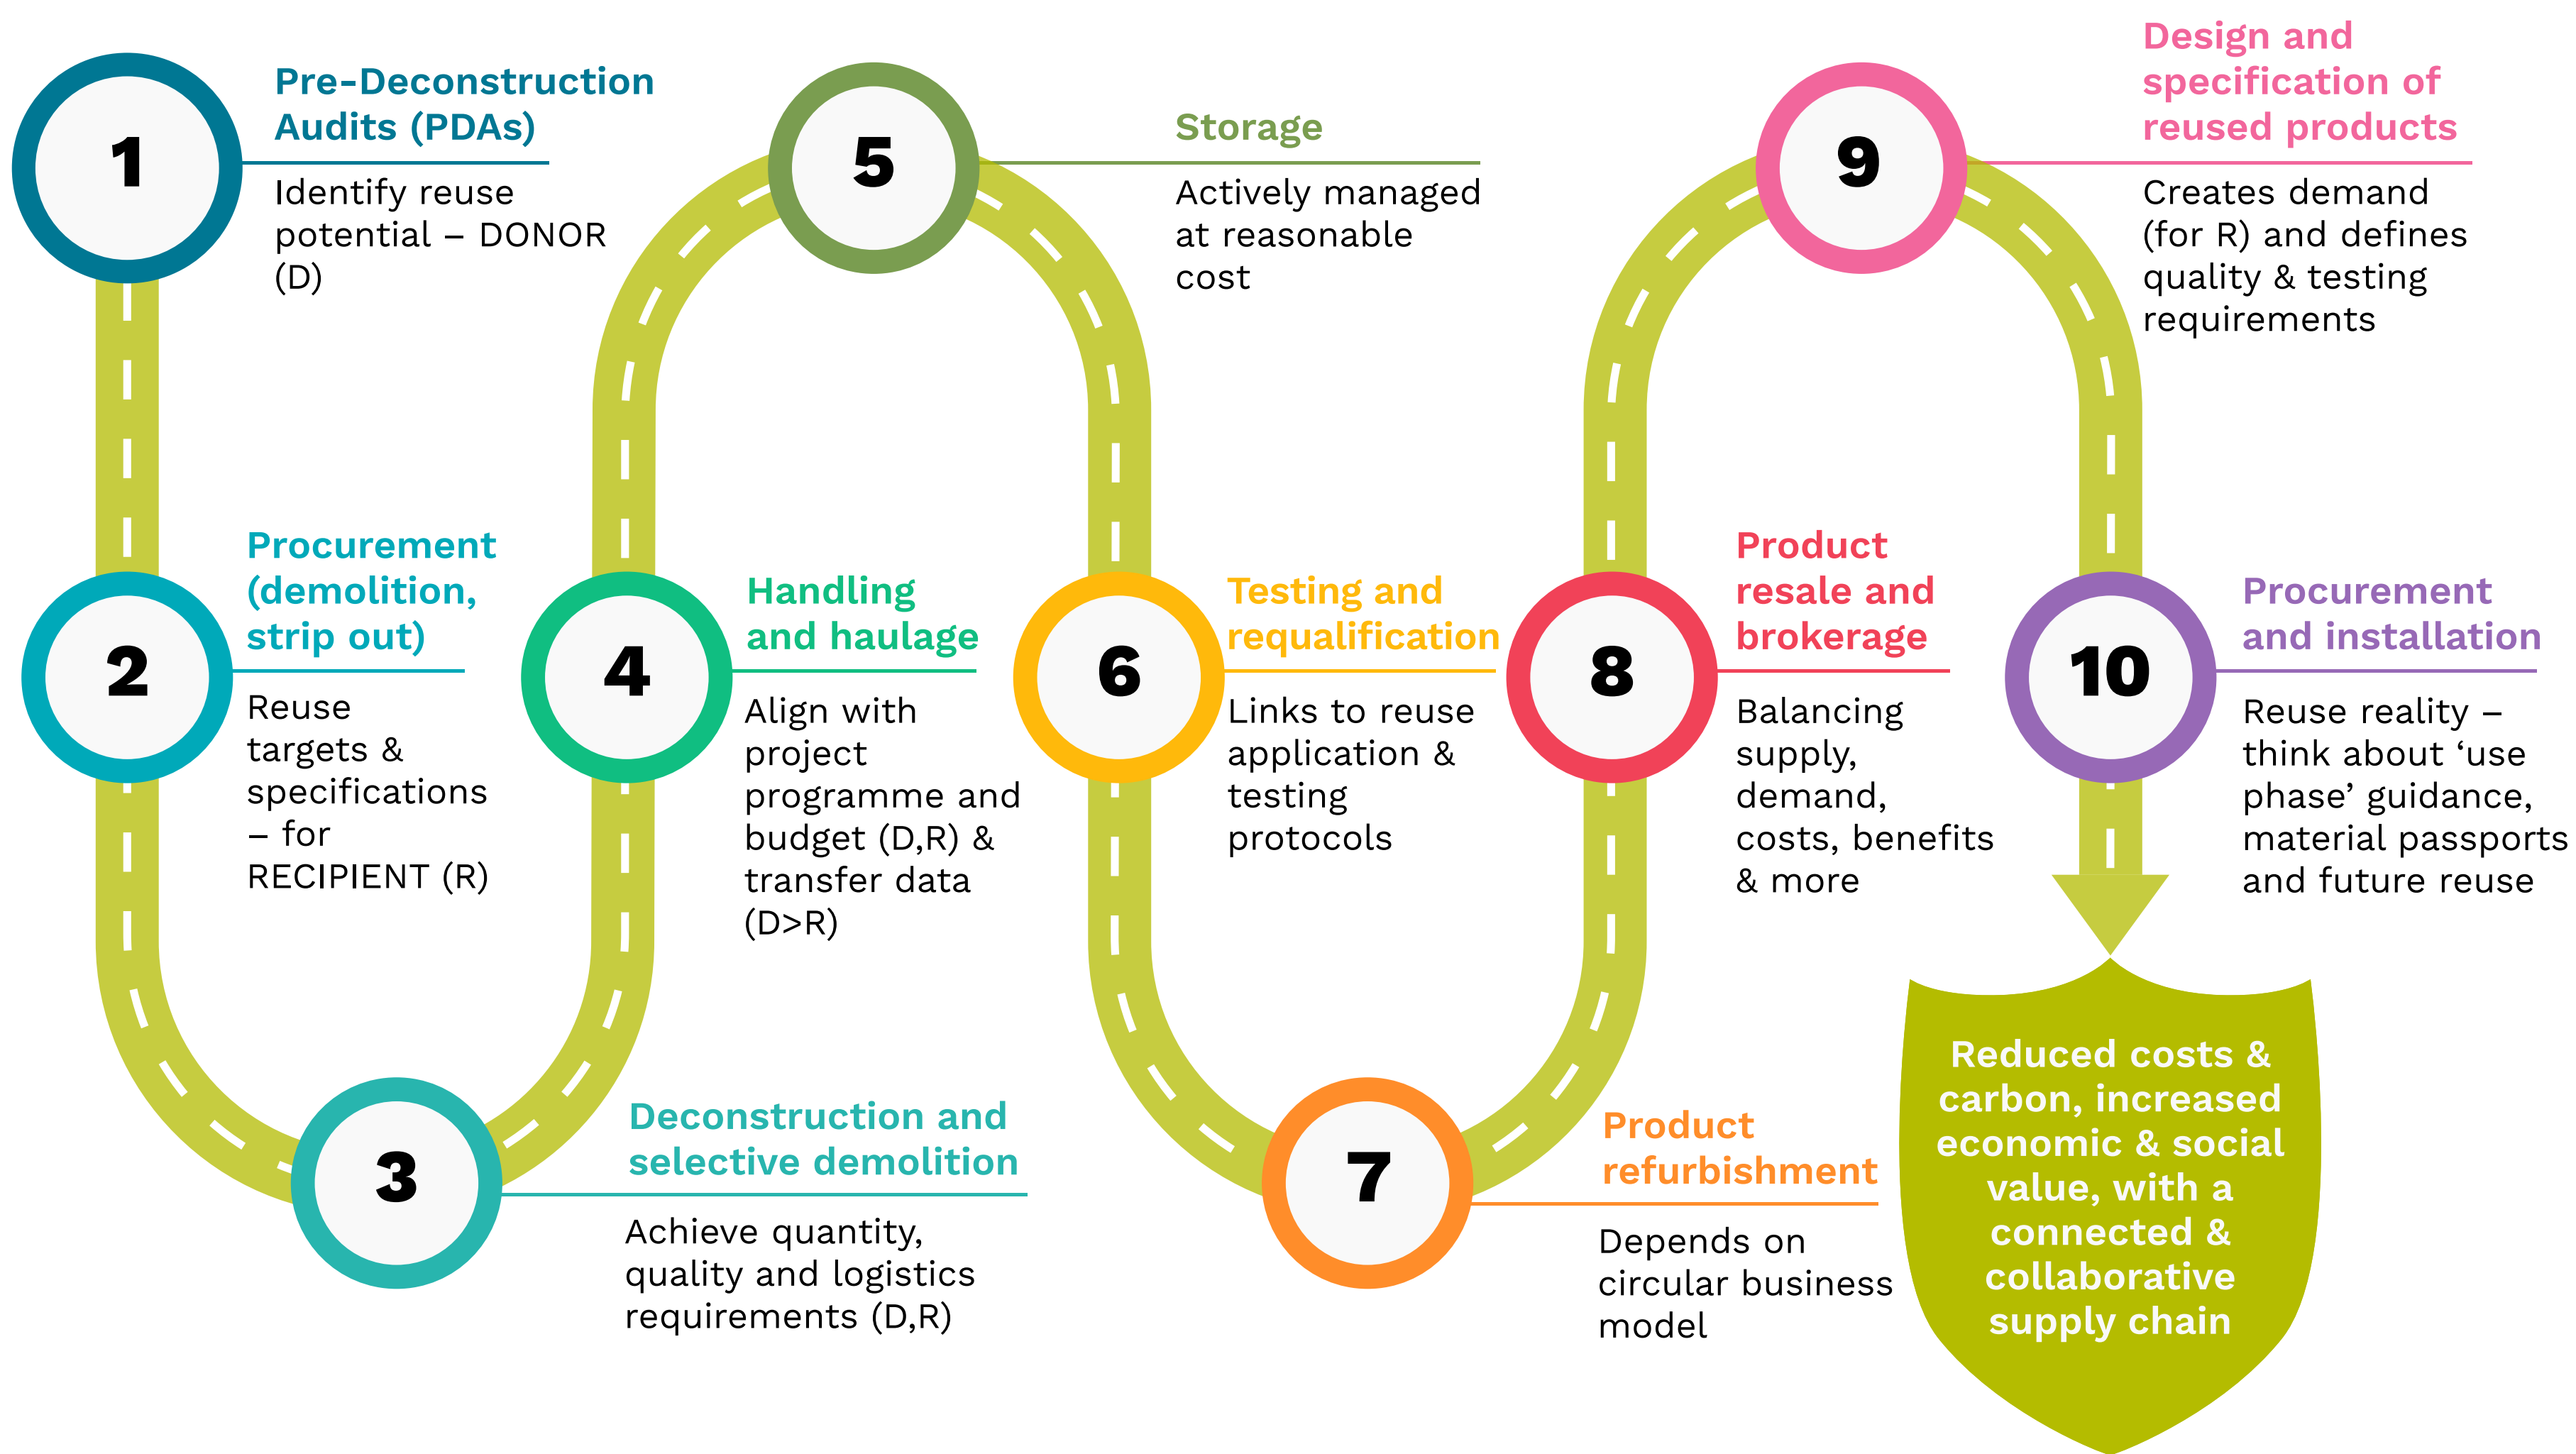 1
Pre-Deconstruction
Audits (PDAs)
Identify reuse
potential – DONOR
(D)
2
Procurement
(demolition,
strip out)
Reuse
targets &
specifications
– for
RECIPIENT (R)
3
Deconstruction and
selective demolition
Achieve quantity,
quality and logistics
requirements (D,R)
4
Handling
and haulage
Align with
project
programme and
budget (D,R) &
transfer data
(D>R)
5
Storage
Actively managed
at reasonable
cost
6
Testing and
requalification
Links to reuse
application &
testing
protocols
7
Product
refurbishment
Depends on
circular business
model
8
Product
resale and
brokerage
Balancing
supply,
demand,
costs, benefits
& more
9
Design and
specification of
reused products
Creates demand
(for R) and defines
quality & testing
requirements
10
Procurement
and installation
Reuse reality –
think about ‘use
phase’ guidance,
material passports
and future reuse
Reduced costs &
carbon, increased
economic & social
value, with a
connected &
collaborative
supply chain